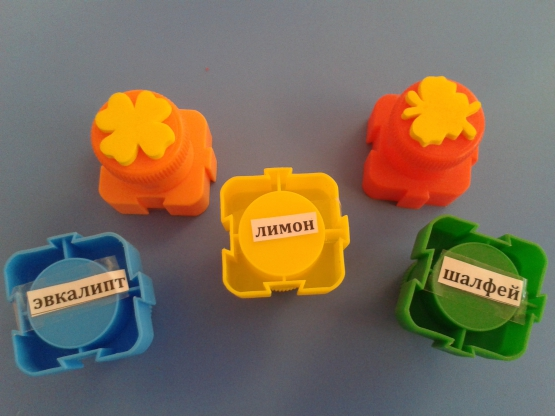 лимон
эвкалипт
шалфей